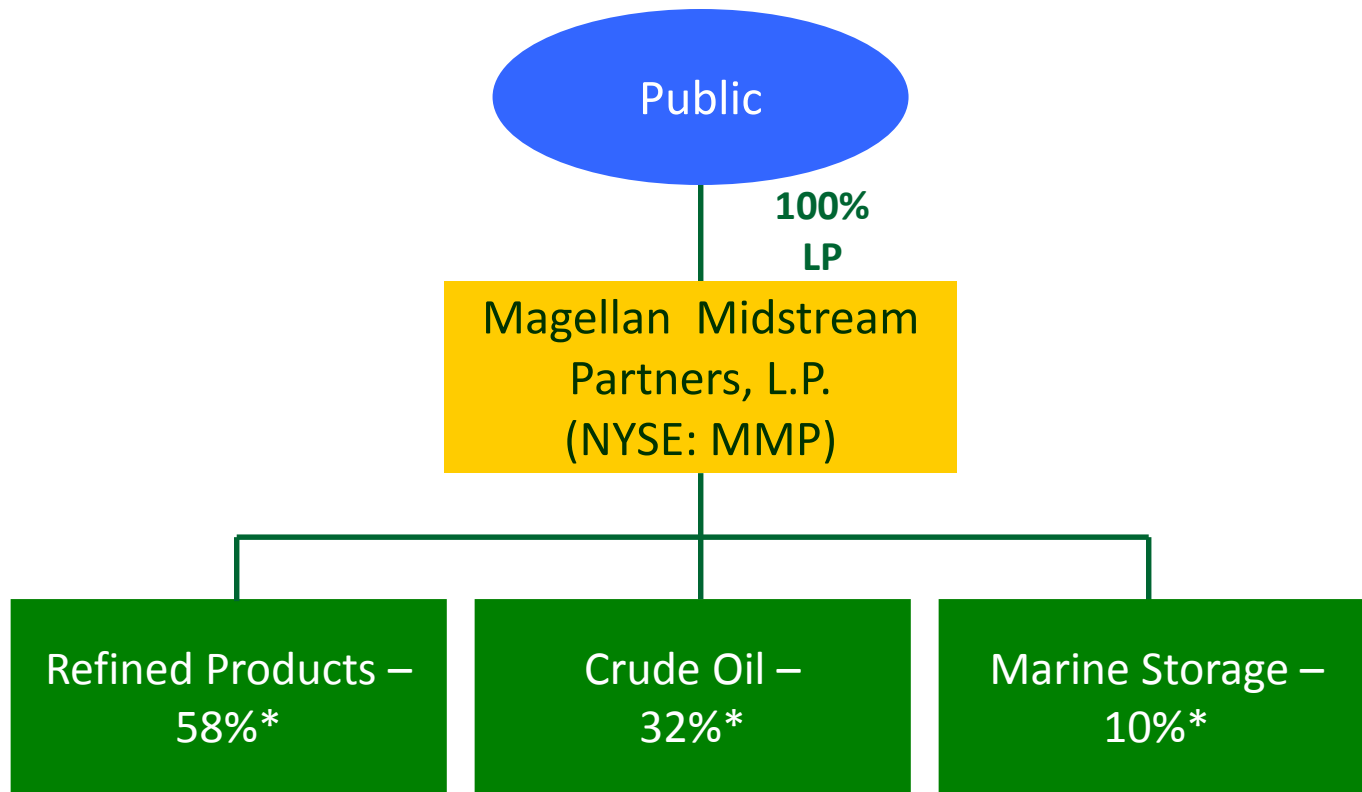 Public
100%
LP
Magellan  Midstream
Partners, L.P.
(NYSE: MMP)
Refined Products –
58%*
Crude Oil –
32%*
Marine Storage –
10%*